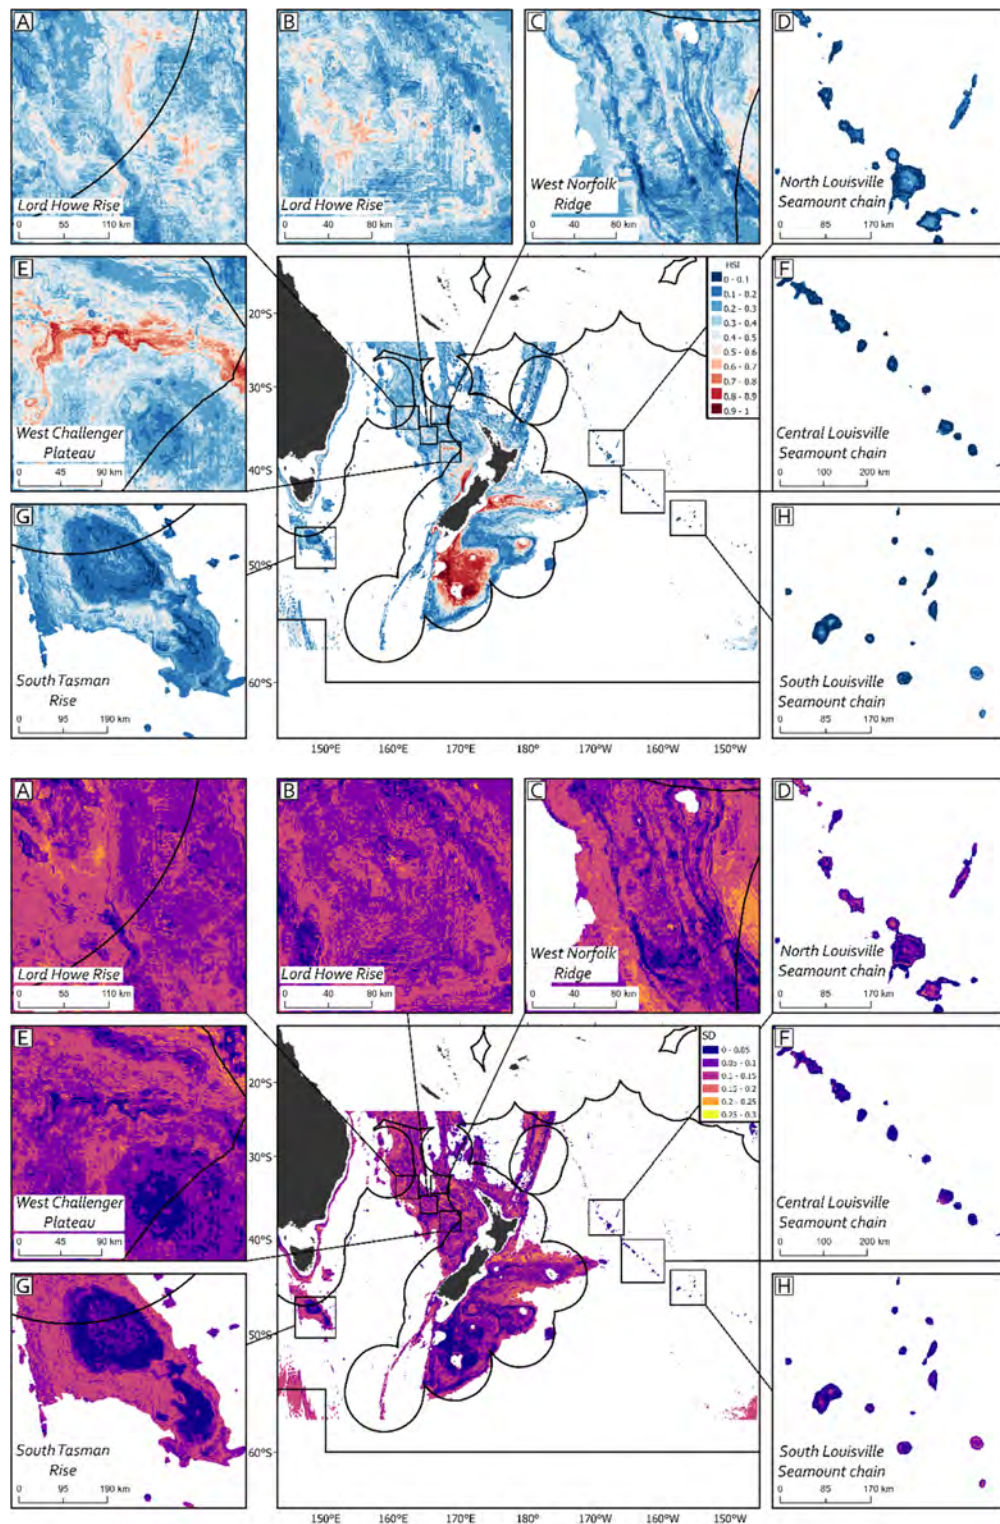 A
Lord Howe Rise
0 55 110 km
B
Lord Howe Rise
0 40 80 km
C
West Norfolk
Ridge
0 40 80 km
D
North Louisville
Seamount chain
0 85 170 km
E
West Challenger
Plateau
0 45 90 km
HSI
0 - 0.1
0.1 - 0.2
0.2 - 0.3
0.3 - 0.4
0.4 - 0.5
0.5 - 0.6
0.6 - 0.7
0.7 - 0.8
0.8 - 0.9
0.9 - 1
20°S
30°S
40°S
50°S
60°S
150°E 160°E 170°E 180° 170°W 160°W 150°W
F
Central Louisville
Seamount chain
0 100 200 km
G
South Tasman
Rise
0 95 190 km
H
South Louisville
Seamount chain
0 85 170 km
A
Lord Howe Rise
0 55 110 km
B
Lord Howe Rise
0 40 80 km
C
West Norfolk
Ridge
0 40 80 km
D
North Louisville
Seamount chain
0 85 170 km
E
West Challenger
Plateau
0 45 90 km
SD
0 - 0.05
0.05 - 0.1
0.1 - 0.15
0.15 - 0.2
0.2 - 0.25
0.25 - 0.3
20°S
30°S
40°S
50°S
60°S
150°E 160°E 170°E 180° 170°W 160°W 150°W
F
Central Louisville
Seamount chain
0 100 200 km
G
South Tasman
Rise
0 95 190 km
H
South Louisville
Seamount chain
0 85 170 km